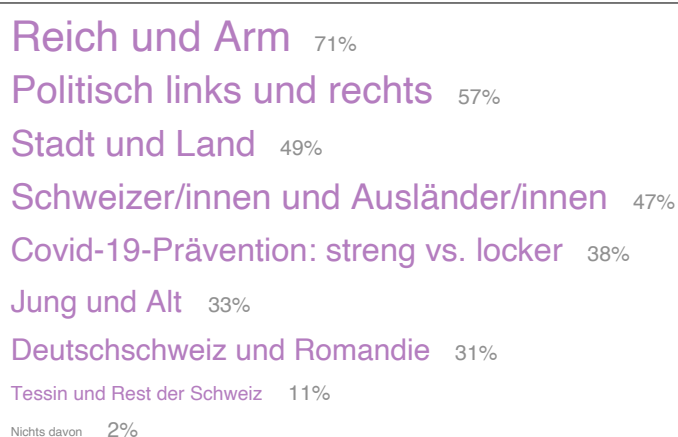 Reich und Arm 71%
Politisch links und rechts 57%
Stadt und Land 49%
Schweizer/innen und Ausländer/innen 47%
Covid-19-Prävention: streng vs. locker 38%
Jung und Alt 33%
Deutschschweiz und Romandie 31%
Tessin und Rest der Schweiz 11%
Nichts davon 2%